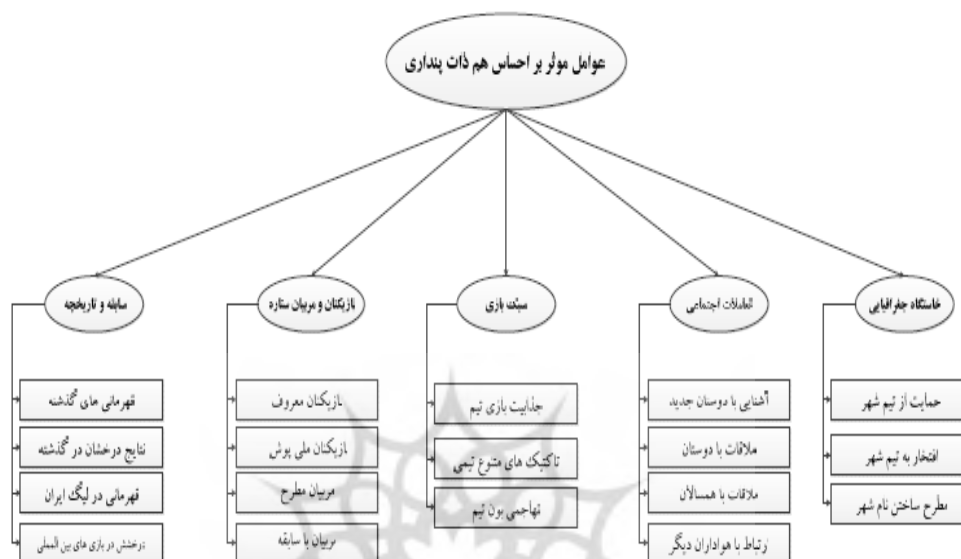 عوامل موثر بر احساس هم ذات پنداری
خاستگاه جغرافیایی
تعاملات اجتماعی
سبک بازی
بازیکنان و مربیان ستاره
سابقه و تاریخچه
حمایت از تیم شهر
افتخار به تیم شهر
مطرح ساختن نام شهر
آشنایی با دوستان جدید
ملاقات با دوستان
ملاقات با همسالان
ارتباط با هواداران دیگر
جذابیت بازی تیم
تاکتیک های متنوع تیمی
تهاجمی بون تیم
بازیکنان معروف
بازیکنان ملی پوش
مربیان مطرح
مربیان با سابقه
قهرمانی های گذشته
نتایج درخشان در گذشته
قهرمانی در لیگ ایران
درخشش در بازی های بین المللی